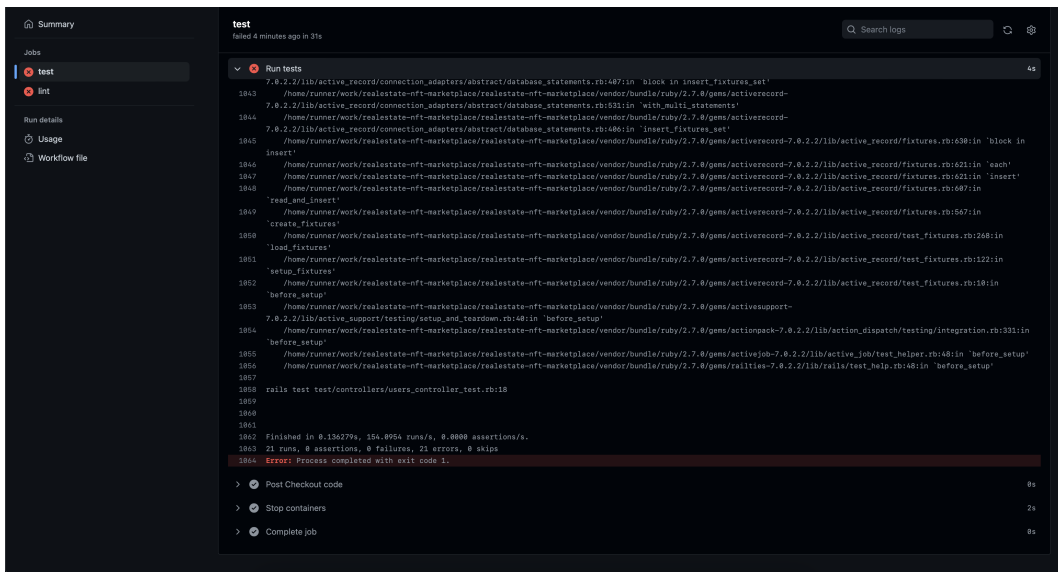 Summary
Jobs
test
lint
Run details
Usage
Workflow file
test
failed 4 minutes ago in 31s
Search logs
Run tests
4s
7.0.2.2/lib/active_record/connection_adapters/abstract/database_statements.rb:407:in `block in insert_fixtures_set'
1043 /home/runner/work/realestate-nft-marketplace/realestate-nft-marketplace/vendor/bundle/ruby/2.7.0/gems/activerecord-
7.0.2.2/lib/active_record/connection_adapters/abstract/database_statements.rb:531:in `with_multi_statements'
1044 /home/runner/work/realestate-nft-marketplace/realestate-nft-marketplace/vendor/bundle/ruby/2.7.0/gems/activerecord-
7.0.2.2/lib/active_record/connection_adapters/abstract/database_statements.rb:406:in `insert_fixtures_set'
1045 /home/runner/work/realestate-nft-marketplace/realestate-nft-marketplace/vendor/bundle/ruby/2.7.0/gems/activerecord-7.0.2.2/lib/active_record/fixtures.rb:630:in `block in
insert'
1046 /home/runner/work/realestate-nft-marketplace/realestate-nft-marketplace/vendor/bundle/ruby/2.7.0/gems/activerecord-7.0.2.2/lib/active_record/fixtures.rb:621:in `each'
1047 /home/runner/work/realestate-nft-marketplace/realestate-nft-marketplace/vendor/bundle/ruby/2.7.0/gems/activerecord-7.0.2.2/lib/active_record/fixtures.rb:621:in `insert'
1048 /home/runner/work/realestate-nft-marketplace/realestate-nft-marketplace/vendor/bundle/ruby/2.7.0/gems/activerecord-7.0.2.2/lib/active_record/fixtures.rb:607:in
`read_and_insert'
1049 /home/runner/work/realestate-nft-marketplace/realestate-nft-marketplace/vendor/bundle/ruby/2.7.0/gems/activerecord-7.0.2.2/lib/active_record/fixtures.rb:567:in
`create_fixtures'
1050 /home/runner/work/realestate-nft-marketplace/realestate-nft-marketplace/vendor/bundle/ruby/2.7.0/gems/activerecord-7.0.2.2/lib/active_record/test_fixtures.rb:268:in
`load_fixtures'
1051 /home/runner/work/realestate-nft-marketplace/realestate-nft-marketplace/vendor/bundle/ruby/2.7.0/gems/activerecord-7.0.2.2/lib/active_record/test_fixtures.rb:122:in
`setup_fixtures'
1052 /home/runner/work/realestate-nft-marketplace/realestate-nft-marketplace/vendor/bundle/ruby/2.7.0/gems/activerecord-7.0.2.2/lib/active_record/test_fixtures.rb:10:in
`before_setup'
1053 /home/runner/work/realestate-nft-marketplace/realestate-nft-marketplace/vendor/bundle/ruby/2.7.0/gems/activesupport-
7.0.2.2/lib/active_support/testing/setup_and_teardown.rb:40:in `before_setup'
1054 /home/runner/work/realestate-nft-marketplace/realestate-nft-marketplace/vendor/bundle/ruby/2.7.0/gems/actionpack-7.0.2.2/lib/action_dispatch/testing/integration.rb:331:in
`before_setup'
1055 /home/runner/work/realestate-nft-marketplace/realestate-nft-marketplace/vendor/bundle/ruby/2.7.0/gems/activejob-7.0.2.2/lib/active_job/test_helper.rb:48:in `before_setup'
1056 /home/runner/work/realestate-nft-marketplace/realestate-nft-marketplace/vendor/bundle/ruby/2.7.0/gems/railties-7.0.2.2/lib/rails/test_help.rb:48:in `before_setup'
1057
1058 rails test test/controllers/users_controller_test.rb:18
1059
1060
1061
1062 Finished in 0.136279s, 154.0954 runs/s, 0.0000 assertions/s.
1063 21 runs, 0 assertions, 0 failures, 21 errors, 0 skips
1064 Error: Process completed with exit code 1.
Post Checkout code
0s
Stop containers
2s
Complete job
0s